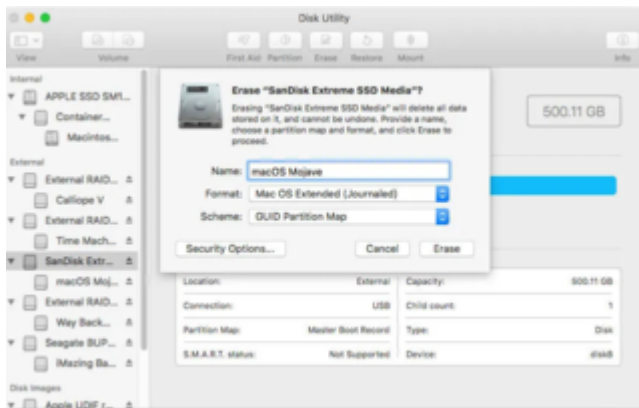 Disk Utility
View
Volume
First Aid Partition Erase Restore Mount
Info
Internal
APPLE SSD SM1...
Container...
Macintos...
External
External RAID...
Calliope V
External RAID...
Time Mach...
SanDisk Extr...
macOS Moj...
External RAID...
Way Back...
Seagate BUP...
iMazing Ba...
Disk Images
Apple UDIF r...
Erase "SanDisk Extreme SSD Media"?
Erasing "SanDisk Extreme SSD Media" will delete all data
stored on it, and cannot be undone. Provide a name,
choose a partition map and format, and click Erase to
proceed.
Name: macOS Mojave
Format: Mac OS Extended (Journaled)
Scheme: GUID Partition Map
Security Options... Cancel Erase
500.11 GB
Location: External
Capacity: 500.11 GB
Connection: USB
Child count: 1
Partition Map: Master Boot Record
Type: Disk
S.M.A.R.T. status: Not Supported
Device: disk8